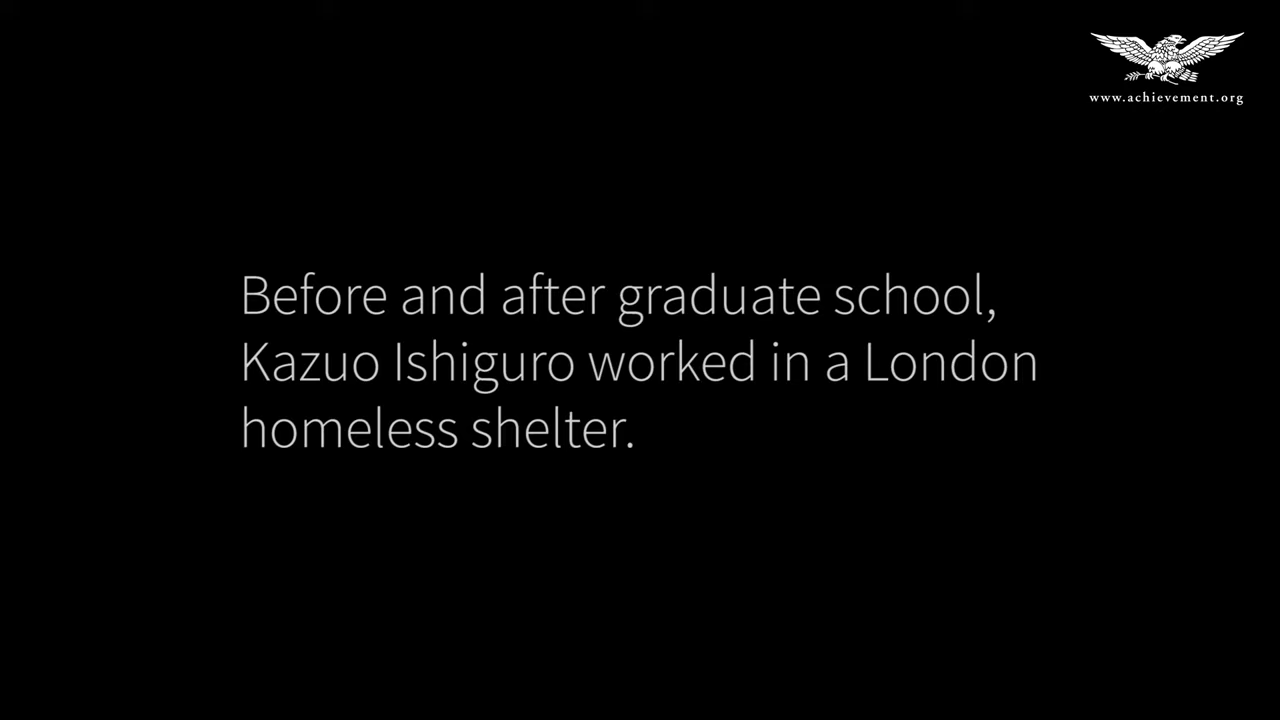 www.achievement.org
Before and after graduate school,
Kazuo Ishiguro worked in a London
homeless shelter.